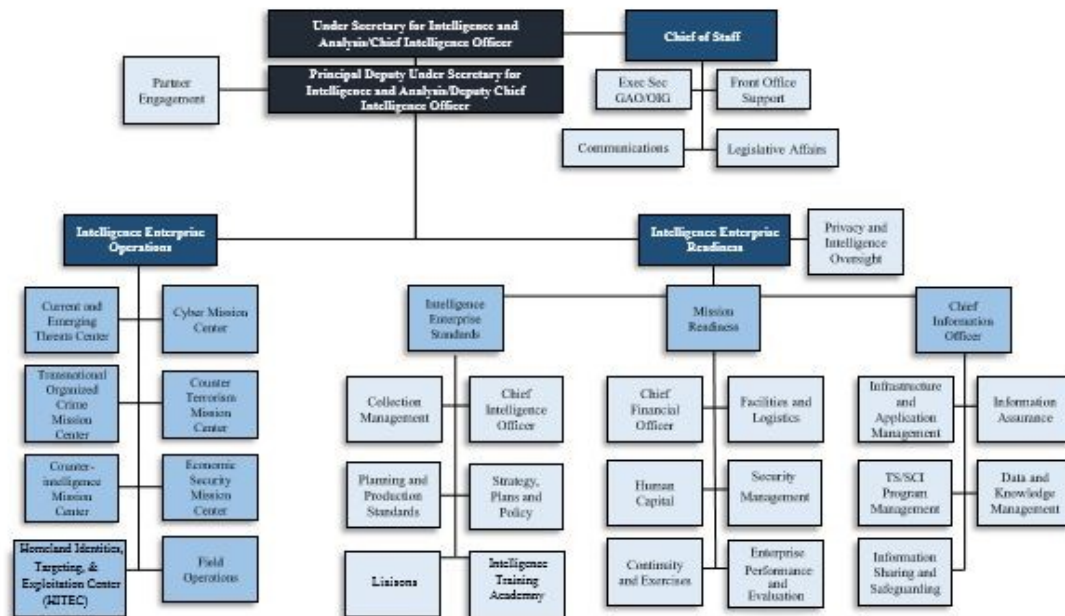 Under Secretary for Intelligence and
Analysis/Chief Intelligence Officer
Chief of Staff
Partner
Engagement
Principal Deputy Under Secretary for
Intelligence and Analysis/Deputy Chief
Intelligence Officer
Exec Sec
GAO/OIG
Front Office
Support
Communications
Legislative Affairs
Intelligence Enterprise
Operations
Intelligence Enterprise
Readiness
Privacy and
Intelligence
Oversight
Current and
Emerging
Threats Center
Cyber Mission
Center
Transnational
Organized
Crime
Mission
Center
Counter
Terrorism
Mission
Center
Counter-
intelligence
Mission
Center
Economic
Security
Mission
Center
Homeland Identities,
Targeting, &
Exploitation Center
(HITEC)
Field
Operations
Intelligence
Enterprise
Standards
Collection
Management
Chief
Intelligence
Officer
Planning and
Production
Standards
Strategy,
Plans and
Policy
Liaisons
Intelligence
Training
Academy
Mission
Readiness
Chief
Financial
Officer
Facilities and
Logistics
Human
Capital
Security
Management
Continuity
and Exercises
Enterprise
Performance
and
Evaluation
Chief
Information
Officer
Infrastructure
and
Application
Management
Information
Assurance
TS/SCI
Program
Management
Data and
Knowledge
Management
Information
Sharing and
Safeguarding